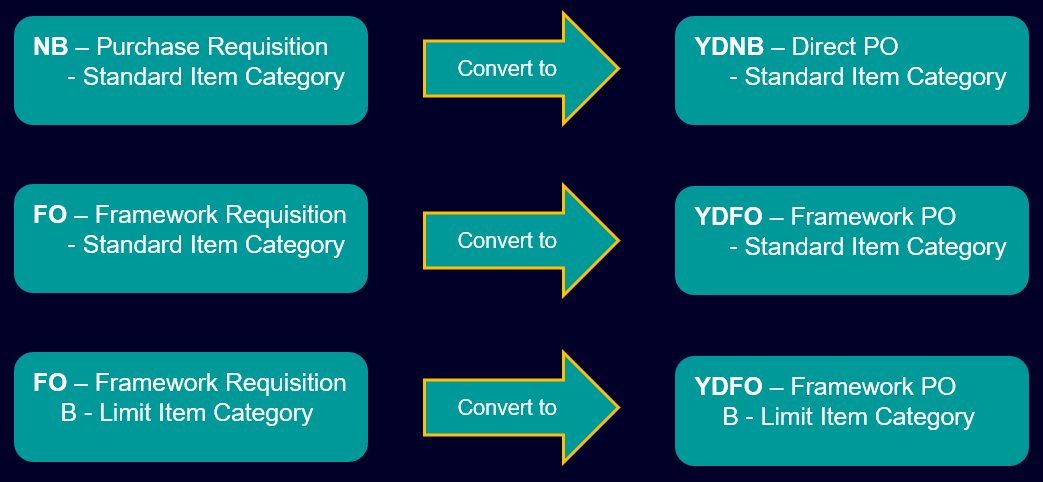 NB – Purchase Requisition
- Standard Item Category
Convert to
YDNB – Direct PO
- Standard Item Category
FO – Framework Requisition
- Standard Item Category
Convert to
YDFO – Framework PO
- Standard Item Category
FO – Framework Requisition
B - Limit Item Category
Convert to
YDFO – Framework PO
B - Limit Item Category